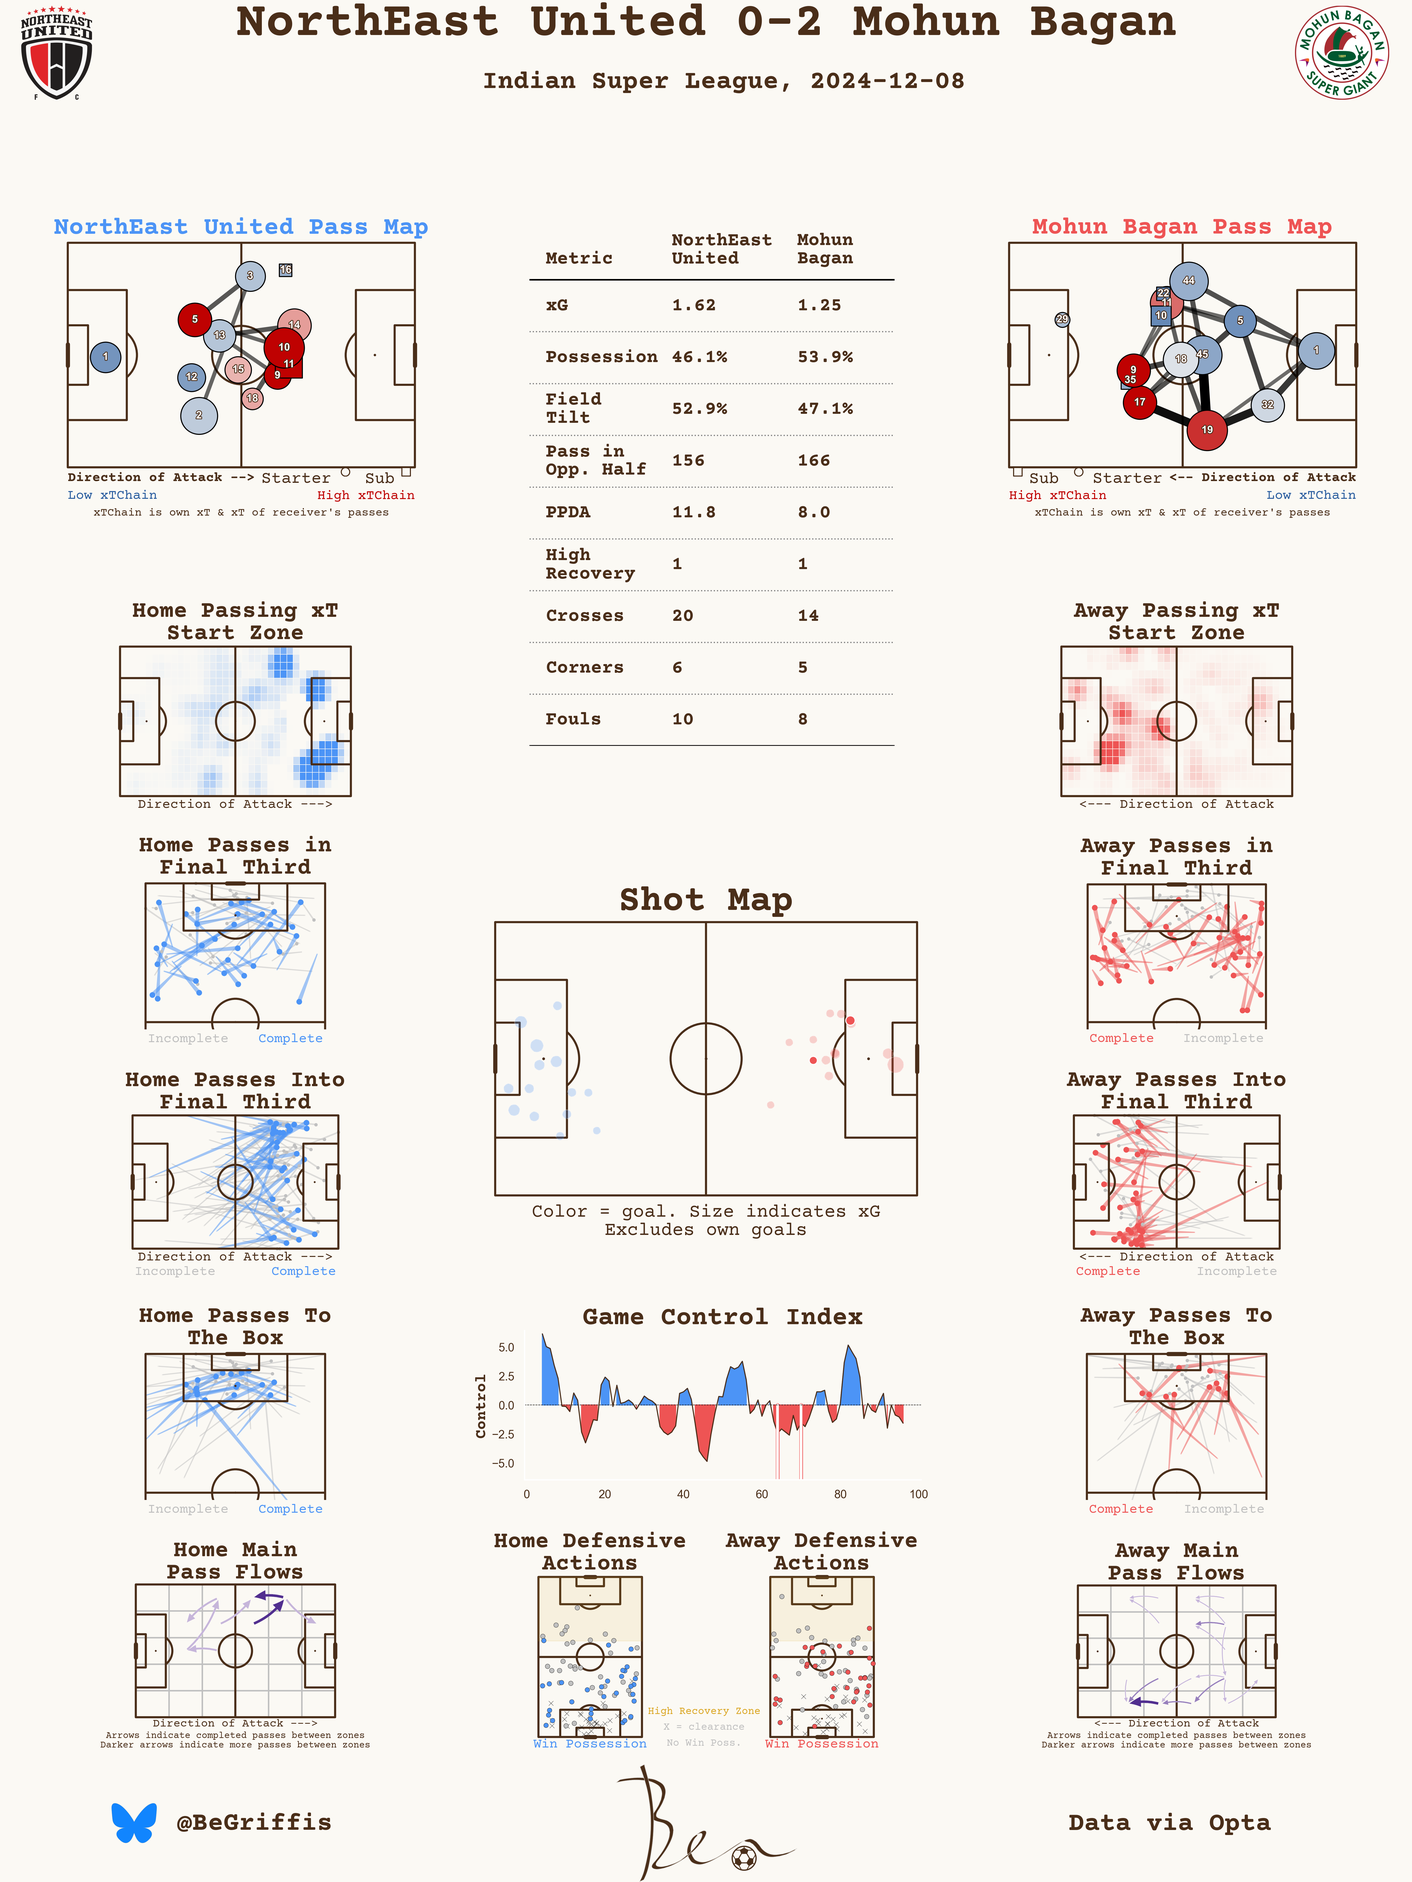 NorthEast United 0-2 Mohun Bagan
Indian Super League, 2024-12-08
NORTHEAST
UNITED
F C
MOHUN BAGAN
SUPER GIANT
NorthEast United Pass Map
3
16
5
13
14
10
1
11
15
9
12
18
2
Direction of Attack --> Starter Sub
Low xTChain High xTChain
xTChain is own xT & xT of receiver's passes
Metric NorthEast United Mohun Bagan
xG 1.62 1.25
Possession 46.1% 53.9%
Field Tilt 52.9% 47.1%
Pass in Opp. Half 156 166
PPDA 11.8 8.0
High Recovery 1 1
Crosses 20 14
Corners 6 5
Fouls 10 8
Mohun Bagan Pass Map
44
22
11
10
29
5
45
18
1
9
35
17
32
19
Sub Starter <-- Direction of Attack
High xTChain Low xTChain
xTChain is own xT & xT of receiver's passes
Home Passing xT
Start Zone
Direction of Attack --->
Away Passing xT
Start Zone
<--- Direction of Attack
Home Passes in
Final Third
Incomplete Complete
Shot Map
Color = goal. Size indicates xG
Excludes own goals
Away Passes in
Final Third
Complete Incomplete
Home Passes Into
Final Third
Direction of Attack --->
Incomplete Complete
Away Passes Into
Final Third
<--- Direction of Attack
Complete Incomplete
Home Passes To
The Box
Incomplete Complete
Game Control Index
Control
5.0
2.5
0.0
−2.5
−5.0
0 20 40 60 80 100
Away Passes To
The Box
Complete Incomplete
Home Main
Pass Flows
Direction of Attack --->
Arrows indicate completed passes between zones
Darker arrows indicate more passes between zones
Home Defensive
Actions
Win Possession
High Recovery Zone
X = clearance
No Win Poss.
Away Defensive
Actions
Win Possession
Away Main
Pass Flows
<--- Direction of Attack
Arrows indicate completed passes between zones
Darker arrows indicate more passes between zones
@BeGriffis
Ben
Data via Opta